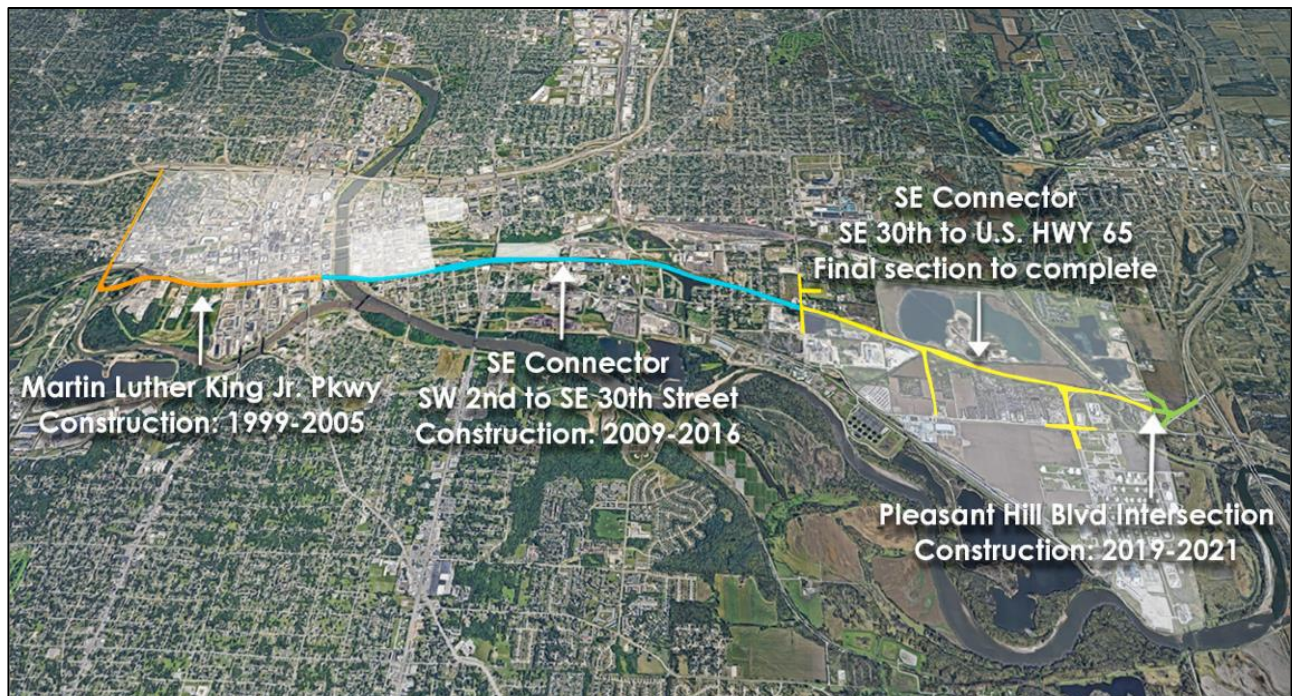 SE Connector
SE 30th to U.S. HWY 65
Final section to complete
Martin Luther King Jr. Pkwy
Construction: 1999-2005
SE Connector
SW 2nd to SE 30th Street
Construction: 2009-2016
Pleasant Hill Blvd Intersection
Construction: 2019-2021